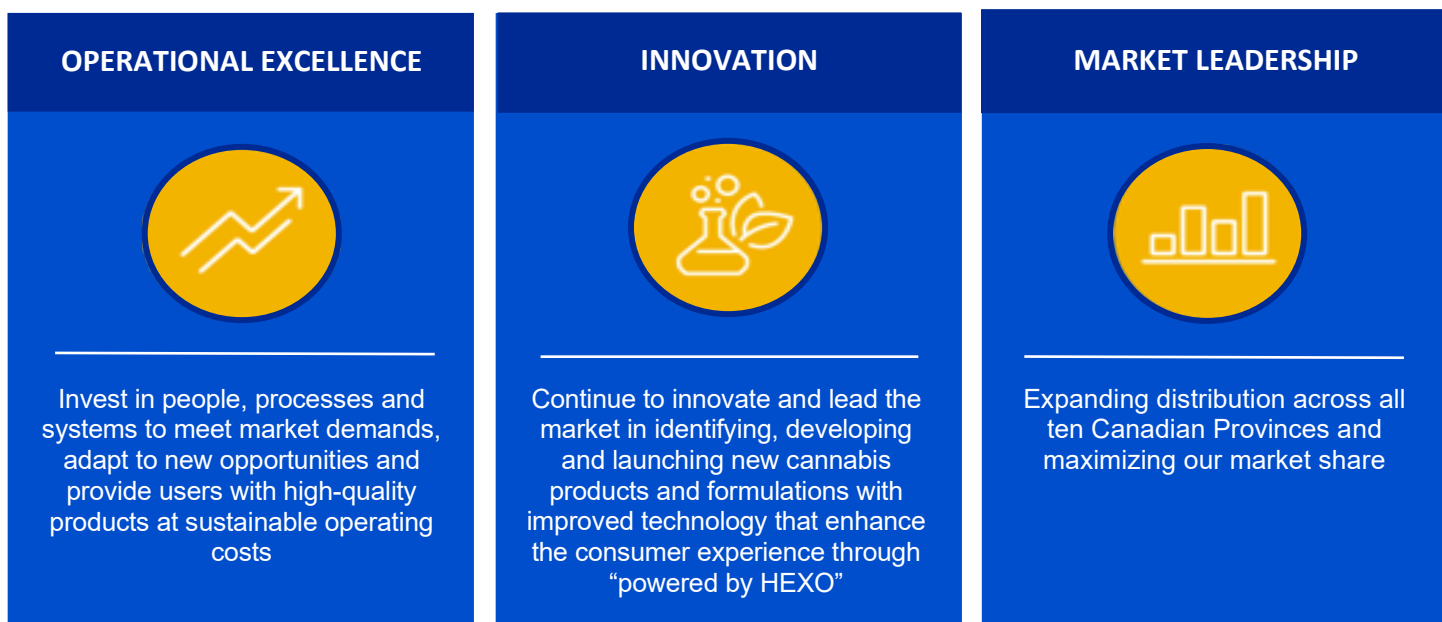 OPERATIONAL EXCELLENCE
Invest in people, processes and
systems to meet market demands,
adapt to new opportunities and
provide users with high-quality
products at sustainable operating
costs
INNOVATION
Continue to innovate and lead the
market in identifying, developing
and launching new cannabis
products and formulations with
improved technology that enhance
the consumer experience through
“powered by HEXO”
MARKET LEADERSHIP
Expanding distribution across all
ten Canadian Provinces and
maximizing our market share